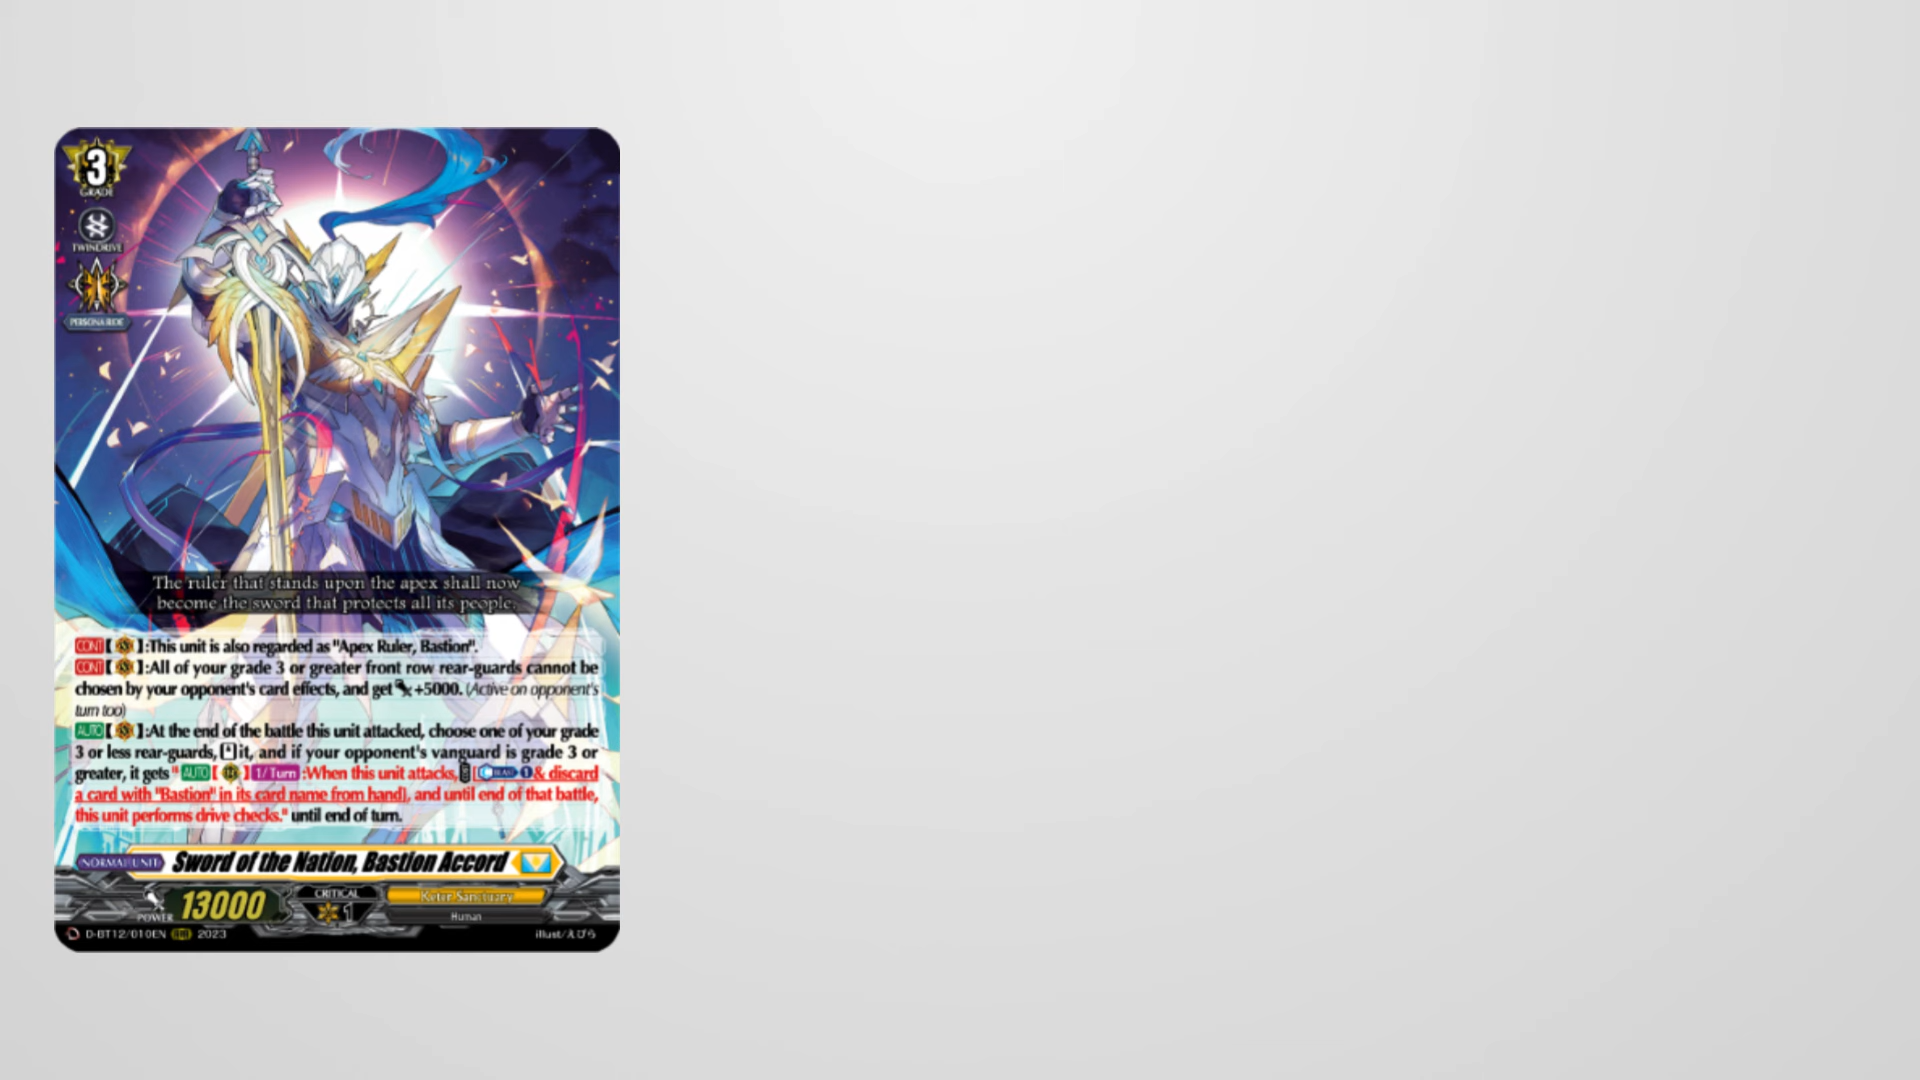 3
GRADE
TWINDRIVE
PERSONA RIDE
The ruler that stands upon the apex shall now
become the sword that protects all its people.
CONT【】:This unit is also regarded as "Apex Ruler, Bastion".
CONT【】:All of your grade 3 or greater front row rear-guards cannot be
chosen by your opponent's card effects, and get +5000. (Active on opponent's
turn too)
AUTO【】:At the end of the battle this unit attacked, choose one of your grade
3 or less rear-guards, it, and if your opponent's vanguard is grade 3 or
greater, it gets "AUTO【】1/Turn:When this unit attacks, [BLAST 1 & discard
a card with "Bastion" in its card name from hand], and until end of that battle,
this unit performs drive checks." until end of turn.
NORMAL UNIT Sword of the Nation, Bastion Accord
POWER 13000 CRITICAL 1 Keter Sanctuary
Human
D-BT12/010EN RRR 2023 illust/えびら